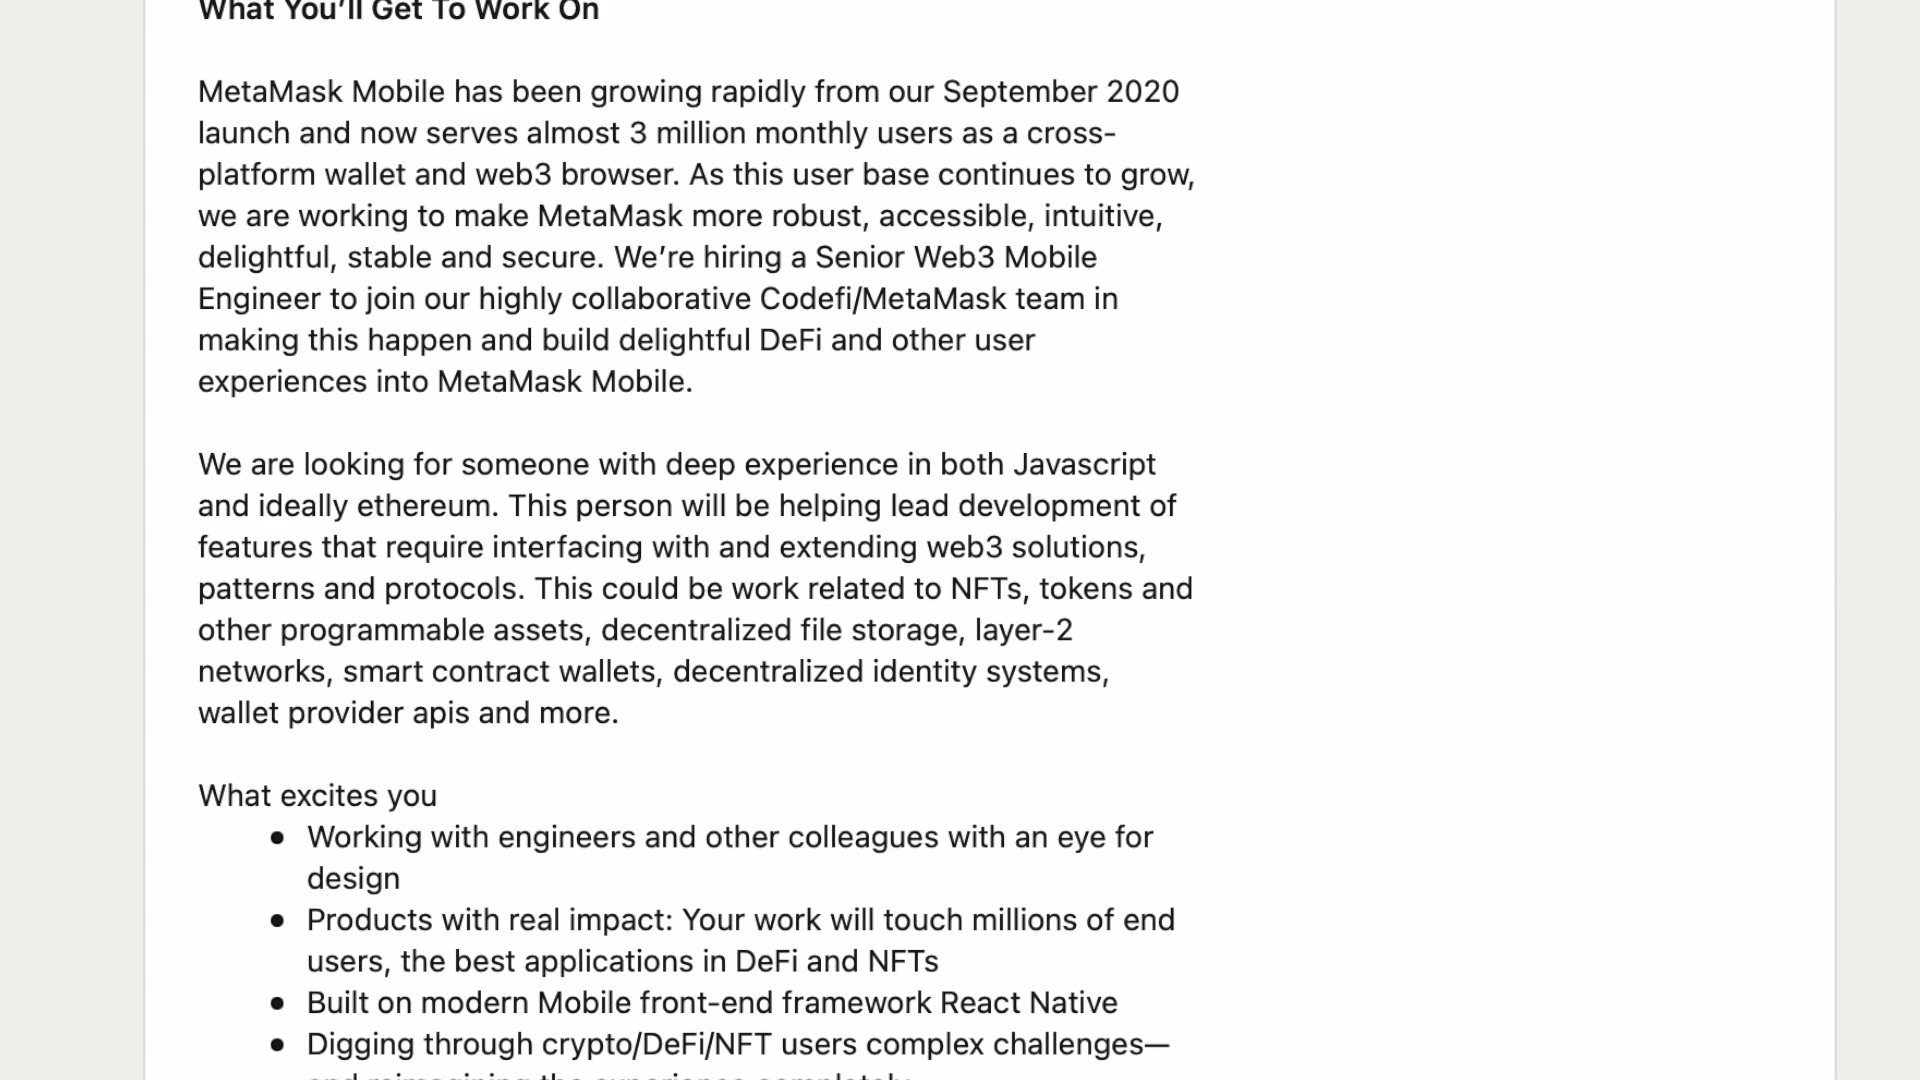 What You’ll Get To Work On
MetaMask Mobile has been growing rapidly from our September 2020
launch and now serves almost 3 million monthly users as a cross-
platform wallet and web3 browser. As this user base continues to grow,
we are working to make MetaMask more robust, accessible, intuitive,
delightful, stable and secure. We’re hiring a Senior Web3 Mobile
Engineer to join our highly collaborative Codefi/MetaMask team in
making this happen and build delightful DeFi and other user
experiences into MetaMask Mobile.
We are looking for someone with deep experience in both Javascript
and ideally ethereum. This person will be helping lead development of
features that require interfacing with and extending web3 solutions,
patterns and protocols. This could be work related to NFTs, tokens and
other programmable assets, decentralized file storage, layer-2
networks, smart contract wallets, decentralized identity systems,
wallet provider apis and more.
What excites you
● Working with engineers and other colleagues with an eye for
design
● Products with real impact: Your work will touch millions of end
users, the best applications in DeFi and NFTs
● Built on modern Mobile front-end framework React Native
● Digging through crypto/DeFi/NFT users complex challenges—
and reimagining the experience completely